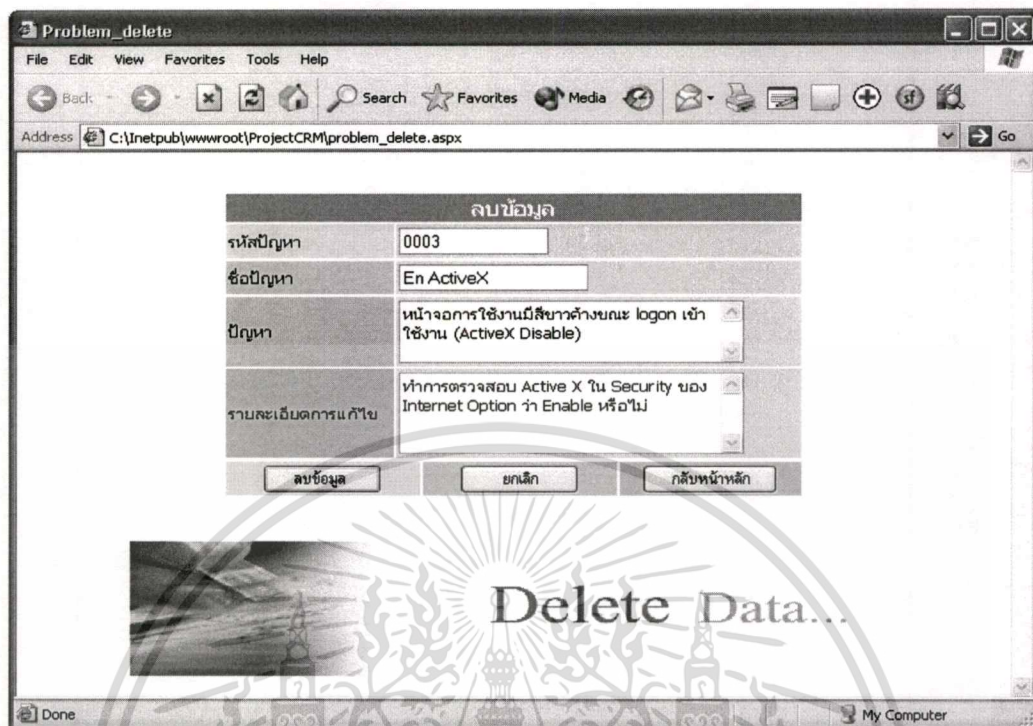 Problem_delete
File Edit View Favorites Tools Help
Back Search Favorites Media
Address C:\Inetpub\wwwroot\ProjectCRM\problem_delete.aspx Go
ลบข้อมูล
รหัสปัญหา 0003
ชื่อปัญหา En ActiveX
ปัญหา
หน้าจอการใช้งานมีสีขาวค้างขณะ logon เข้า
ใช้งาน (ActiveX Disable)
รายละเอียดการแก้ไข
ทำการตรวจสอบ Active X ใน Security ของ
Internet Option ว่า Enable หรือไม่
ลบข้อมูล ยกเลิก กลับหน้าหลัก
Delete Data...
Done My Computer